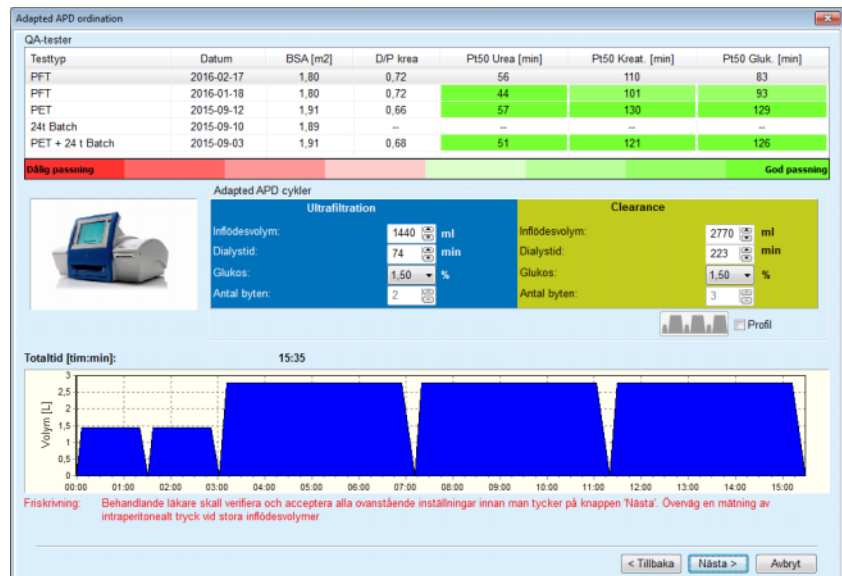 Adapted APD ordination
QA-tester
Testtyp Datum BSA [m2] D/P krea Pt50 Urea [min] Pt50 Kreat. [min] Pt50 Gluk. [min]
PFT 2016-02-17 1,80 0,72 56 110 83
PFT 2016-01-18 1,80 0,72 44 101 93
PET 2015-09-12 1,91 0,66 57 130 129
24t Batch 2015-09-10 1,89 -- -- -- --
PET + 24 t Batch 2015-09-03 1,91 0,68 51 121 126
Dålig passning God passning
Adapted APD cykler
Ultrafiltration Clearance
Inflödesvolym: 1440 ml Inflödesvolym: 2770 ml
Dialystid: 74 min Dialystid: 223 min
Glukos: 1,50 % Glukos: 1,50 %
Antal byten: 2 Antal byten: 3
Profil
Totaltid [tim:min]: 15:35
Volym [L]
3
2,5
2
1,5
1
0,5
0
00:00 01:00 02:00 03:00 04:00 05:00 06:00 07:00 08:00 09:00 10:00 11:00 12:00 13:00 14:00 15:00
Friskrivning: Behandlande läkare skall verifiera och acceptera alla ovanstående inställningar innan man tycker på knappen 'Nästa'. Överväg en mätning av
intraperitonealt tryck vid stora inflödesvolymer
< Tillbaka Nästa > Avbryt